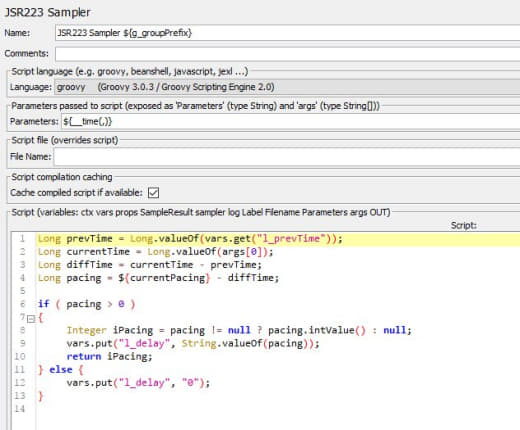 JSR223 Sampler
Name: JSR223 Sampler ${g_groupPrefix}
Comments:
Script language (e.g. groovy, beanshell, javascript, jexl ...)
Language: groovy (Groovy 3.0.3 / Groovy Scripting Engine 2.0)
Parameters passed to script (exposed as 'Parameters' (type String) and 'args' (type String[]))
Parameters: ${__time(,)}
Script file (overrides script)
File Name:
Script compilation caching
Cache compiled script if available:
Script (variables: ctx vars props SampleResult sampler log Label Filename Parameters args OUT)
Script:
1 Long prevTime = Long.valueOf(vars.get("l_prevTime"));
2 Long currentTime = Long.valueOf(args[0]);
3 Long diffTime = currentTime - prevTime;
4 Long pacing = ${currentPacing} - diffTime;
5
6 if ( pacing > 0 )
7 {
8 Integer iPacing = pacing != null ? pacing.intValue() : null;
9 vars.put("l_delay", String.valueOf(pacing));
10 return iPacing;
11 } else {
12 vars.put("l_delay", "0");
13 }
14